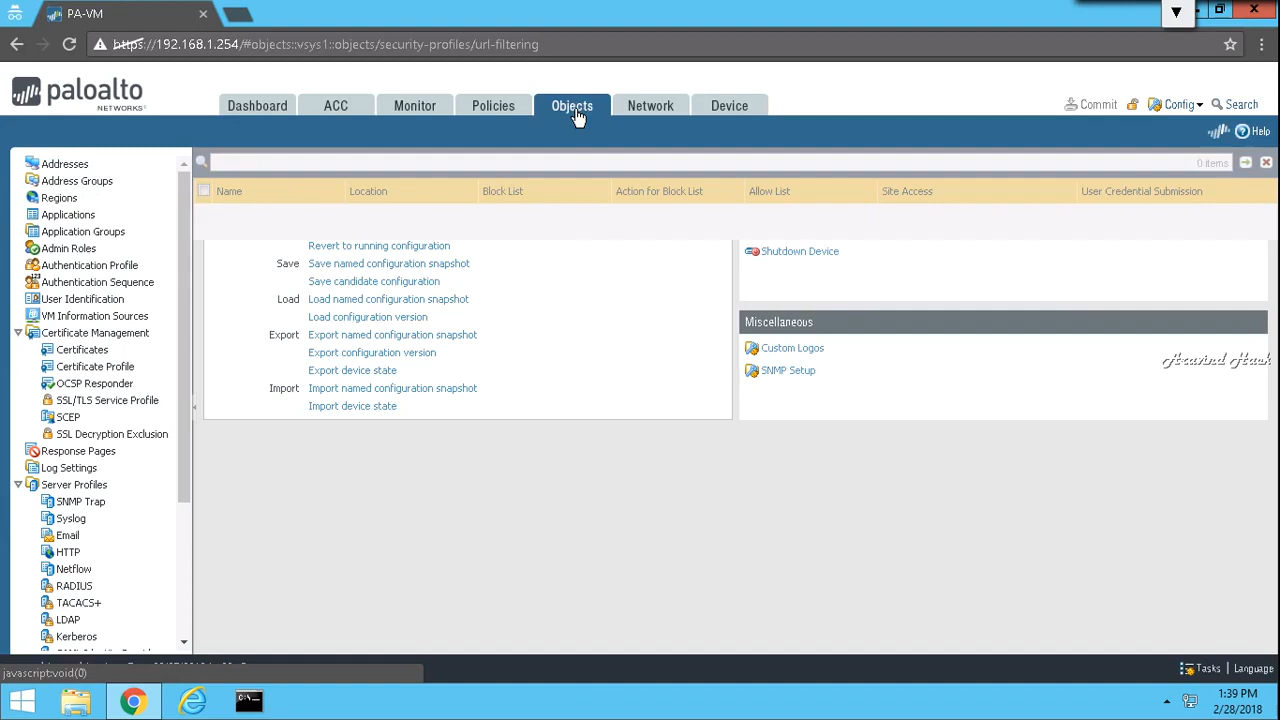 PA-VM
https://192.168.1.254/#objects::vsys1::objects/security-profiles/url-filtering
paloalto
NETWORKS
Dashboard
ACC
Monitor
Policies
Objects
Network
Device
Commit
Config
Search
Help
Addresses
Address Groups
Regions
Applications
Application Groups
Admin Roles
Authentication Profile
Authentication Sequence
User Identification
VM Information Sources
Certificate Management
Certificates
Certificate Profile
OCSP Responder
SSL/TLS Service Profile
SCEP
SSL Decryption Exclusion
Response Pages
Log Settings
Server Profiles
SNMP Trap
Syslog
Email
HTTP
Netflow
RADIUS
TACACS+
LDAP
Kerberos
0 items
Name
Location
Block List
Action for Block List
Allow List
Site Access
User Credential Submission
Revert to running configuration
Save
Save named configuration snapshot
Save candidate configuration
Load
Load named configuration snapshot
Load configuration version
Export
Export named configuration snapshot
Export configuration version
Export device state
Import
Import named configuration snapshot
Import device state
Shutdown Device
Miscellaneous
Custom Logos
SNMP Setup
Aravind Hask
javascript:void(0)
Tasks
Language
C:\_
1:39 PM
2/28/2018